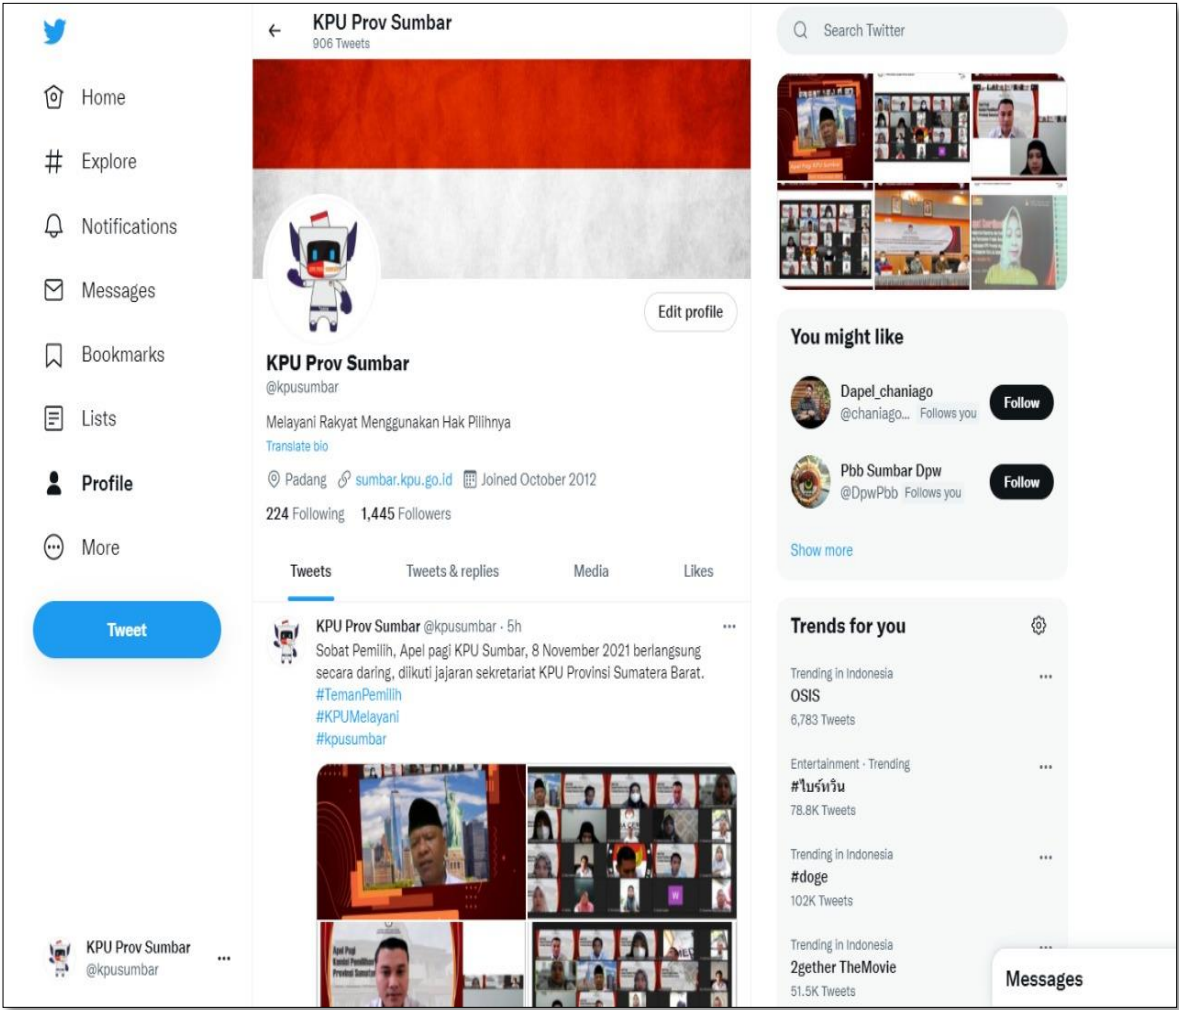 KPU Prov Sumbar
906 Tweets
Search Twitter
Home
Explore
Notifications
Messages
Bookmarks
Lists
Profile
More
Tweet
KPU Prov Sumbar
@kpusumbar
Edit profile
KPU Prov Sumbar
@kpusumbar
Melayani Rakyat Menggunakan Hak Pilihnya
Translate bio
Padang sumbar.kpu.go.id Joined October 2012
224 Following 1,445 Followers
Tweets Tweets & replies Media Likes
KPU Prov Sumbar @kpusumbar · 5h
Sobat Pemilih, Apel pagi KPU Sumbar, 8 November 2021 berlangsung
secara daring, diikuti jajaran sekretariat KPU Provinsi Sumatera Barat.
#TemanPemilih
#KPUMelayani
#kpusumbar
Apel Pagi
W
You might like
Dapel_chaniago
@chaniago... Follows you
Follow
Pbb Sumbar Dpw
@DpwPbb Follows you
Follow
Show more
Trends for you
Trending in Indonesia
OSIS
6,783 Tweets
Entertainment · Trending
#ไบร์ทวิน
78.8K Tweets
Trending in Indonesia
#doge
102K Tweets
Trending in Indonesia
2gether TheMovie
51.5K Tweets
Messages